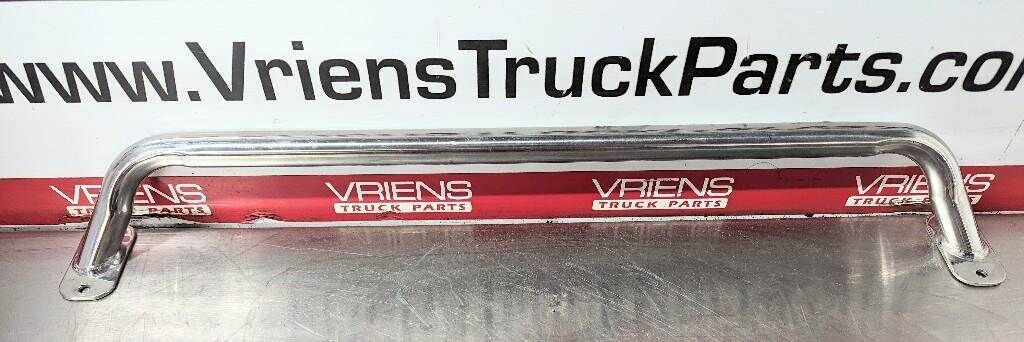 www.VriensTruckParts.co
VRIENS VRIENS VRIENS VRIENS
TRUCK PARTS TRUCK PARTS TRUCK PARTS TRUCK PARTS